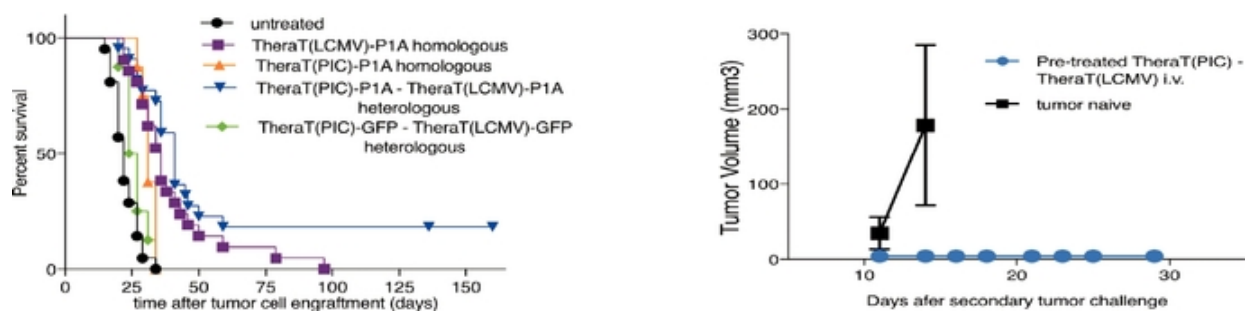 untreated
TheraT(LCMV)-P1A homologous
TheraT(PIC)-P1A homologous
TheraT(PIC)-P1A - TheraT(LCMV)-P1A
heterologous
TheraT(PIC)-GFP - TheraT(LCMV)-GFP
heterologous
Percent survival
100
50
0
0 25 50 75 100 125 150
time after tumor cell engraftment (days)
Tumor Volume (mm3)
300
200
100
0
Pre-treated TheraT(PIC) -
TheraT(LCMV) i.v.
tumor naive
10 20 30
Days afer secondary tumor challenge